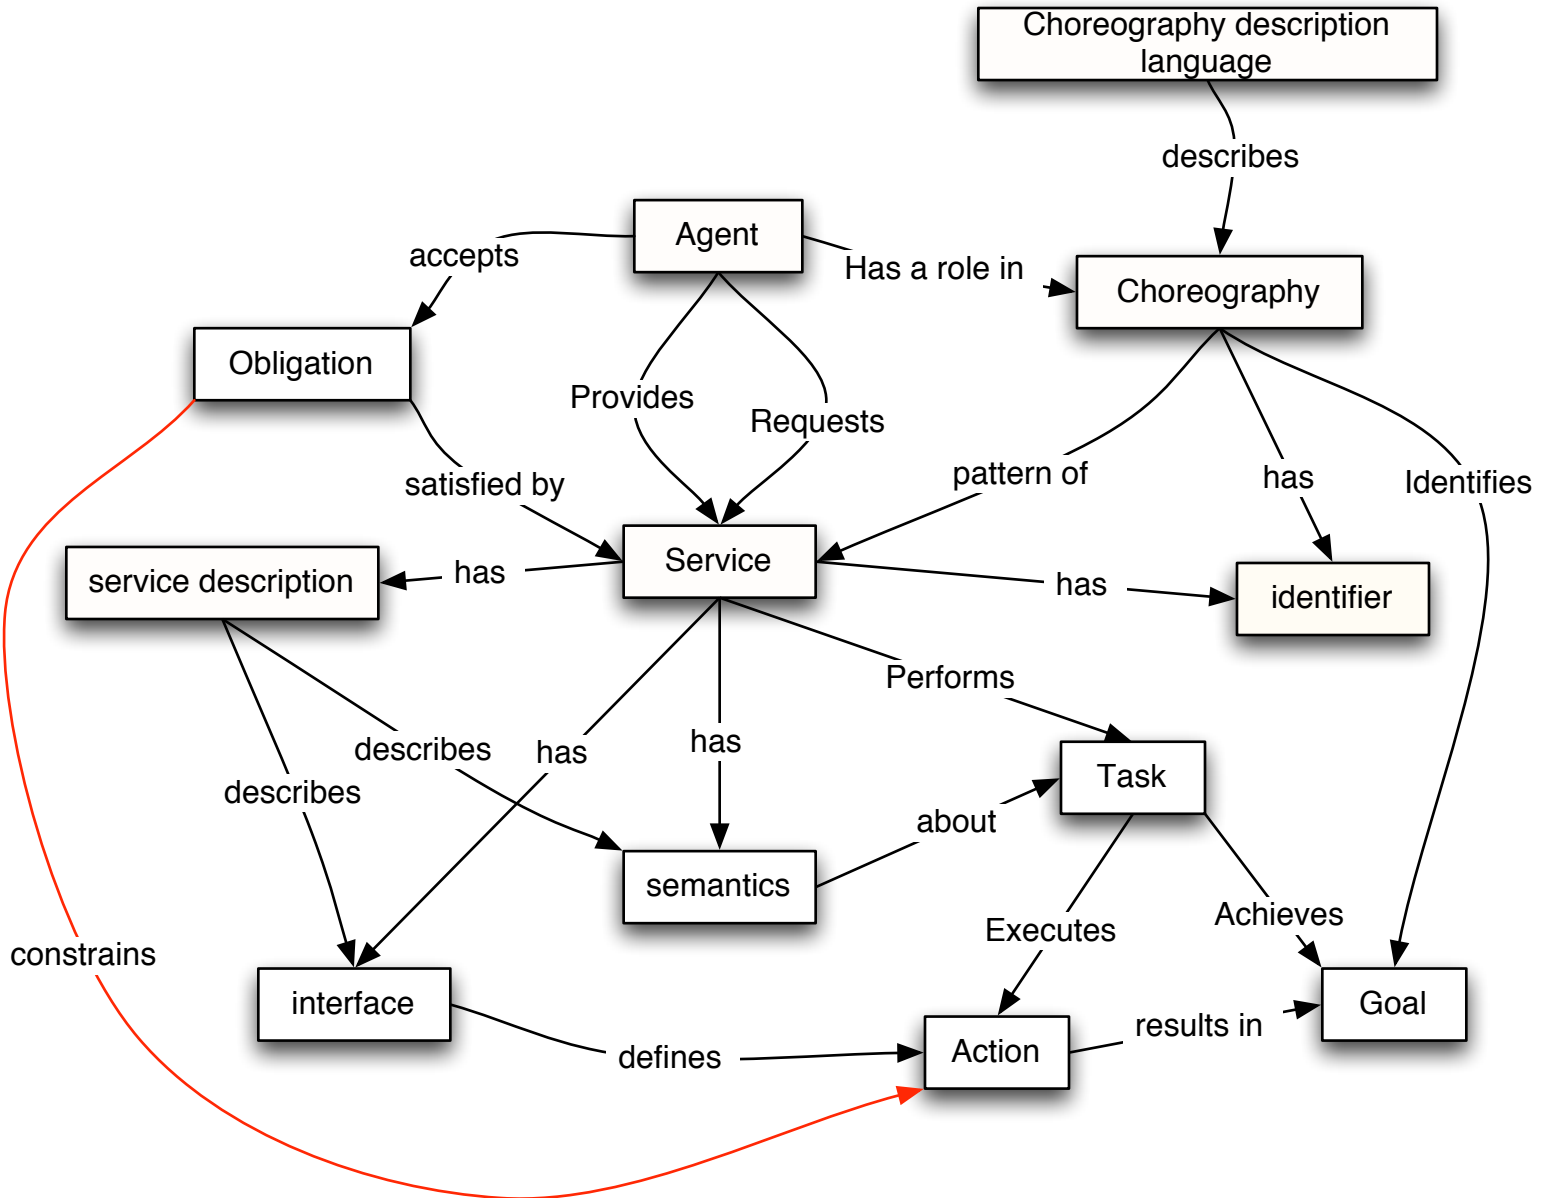 Choreography description
language
describes
Agent
accepts
Has a role in
Choreography
Obligation
Provides
Requests
satisfied by
pattern of
has
Identifies
Service
service description
has
has
identifier
Performs
describes
has
has
describes
Task
about
semantics
Executes
Achieves
constrains
interface
Goal
results in
defines
Action